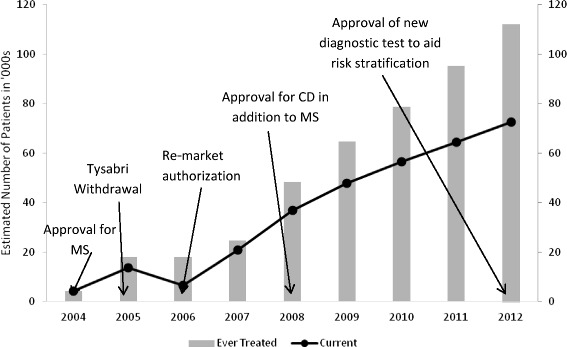 120
100
80
60
40
20
0
Estimated Number of Patients in '000s
Approval for
MS
Tysabri
Withdrawal
Re-market
authorization
Approval for CD in
addition to MS
Approval of new
diagnostic test to aid
risk stratification
120
100
80
60
40
20
0
2004 2005 2006 2007 2008 2009 2010 2011 2012
Ever Treated Current